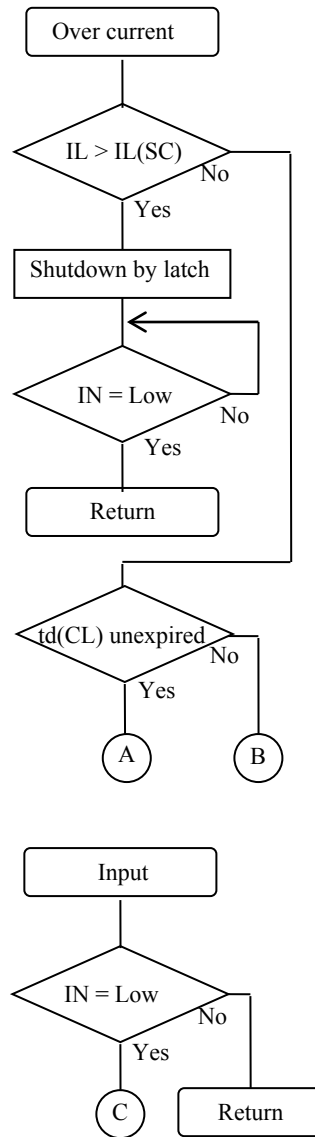 Over current
IL > IL(SC)
No
Yes
Shutdown by latch
IN = Low
No
Yes
Return
td(CL) unexpired
No
Yes
A
B
Input
IN = Low
No
Yes
C
Return